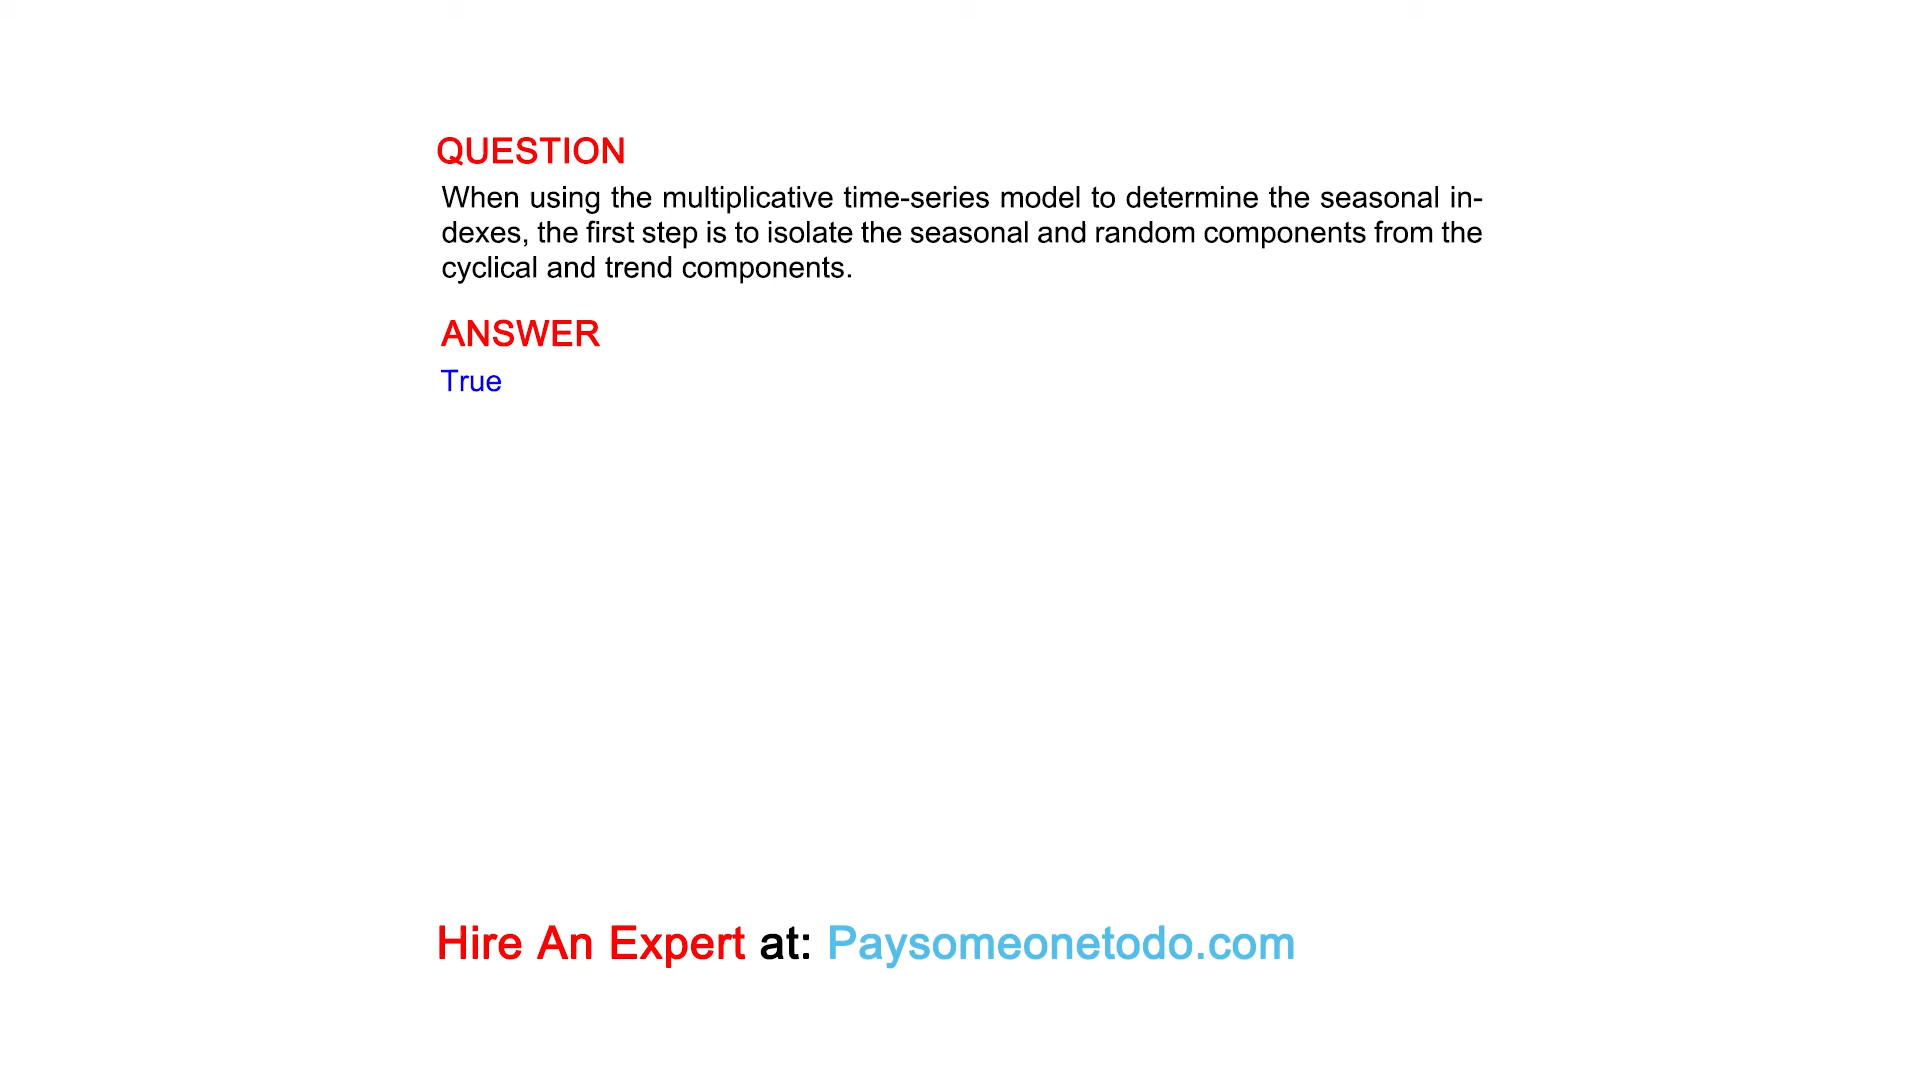 QUESTION
When using the multiplicative time-series model to determine the seasonal in-
dexes, the first step is to isolate the seasonal and random components from the
cyclical and trend components.
ANSWER
True
Hire An Expert at: Paysomeonetodo.com